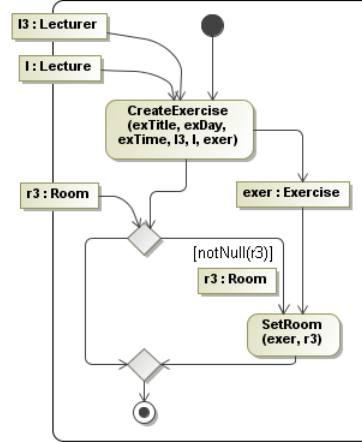 l3 : Lecturer
l : Lecture
CreateExercise
(exTitle, exDay,
exTime, l3, l, exer)
r3 : Room
exer : Exercise
[notNull(r3)]
r3 : Room
SetRoom
(exer, r3)